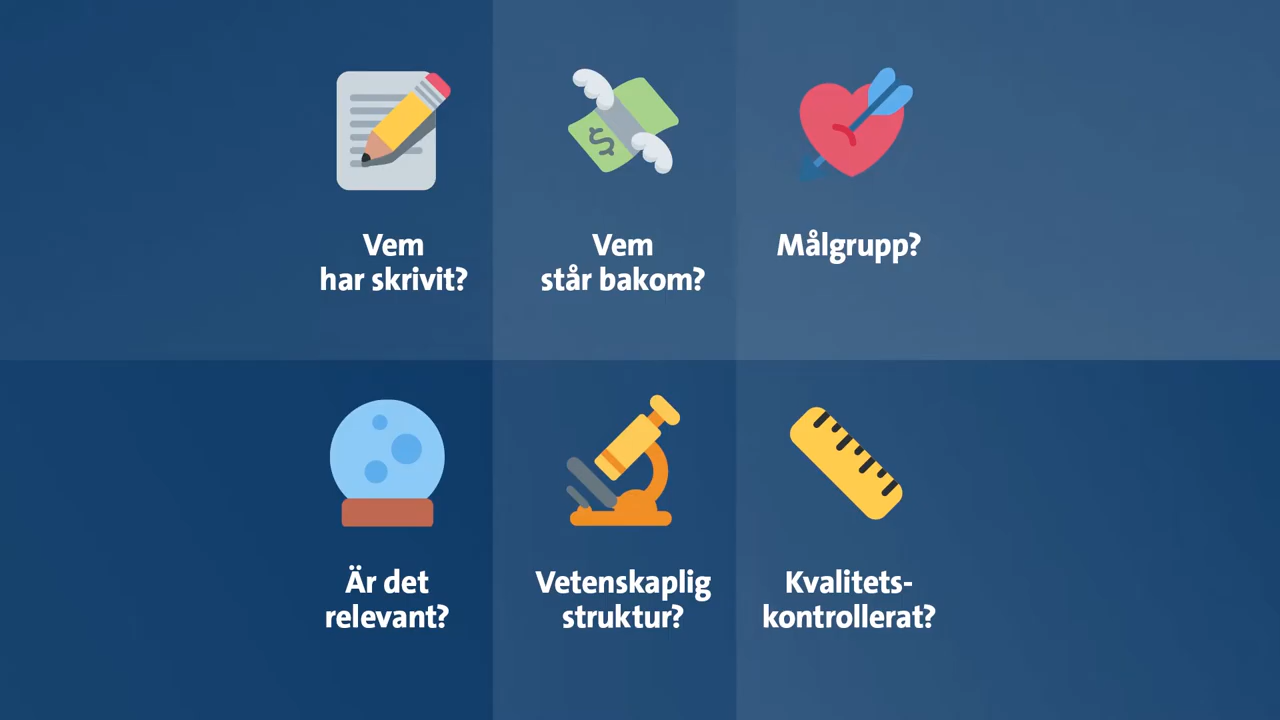 Vem
har skrivit?
Vem
står bakom?
Målgrupp?
Är det
relevant?
Vetenskaplig
struktur?
Kvalitets-
kontrollerat?